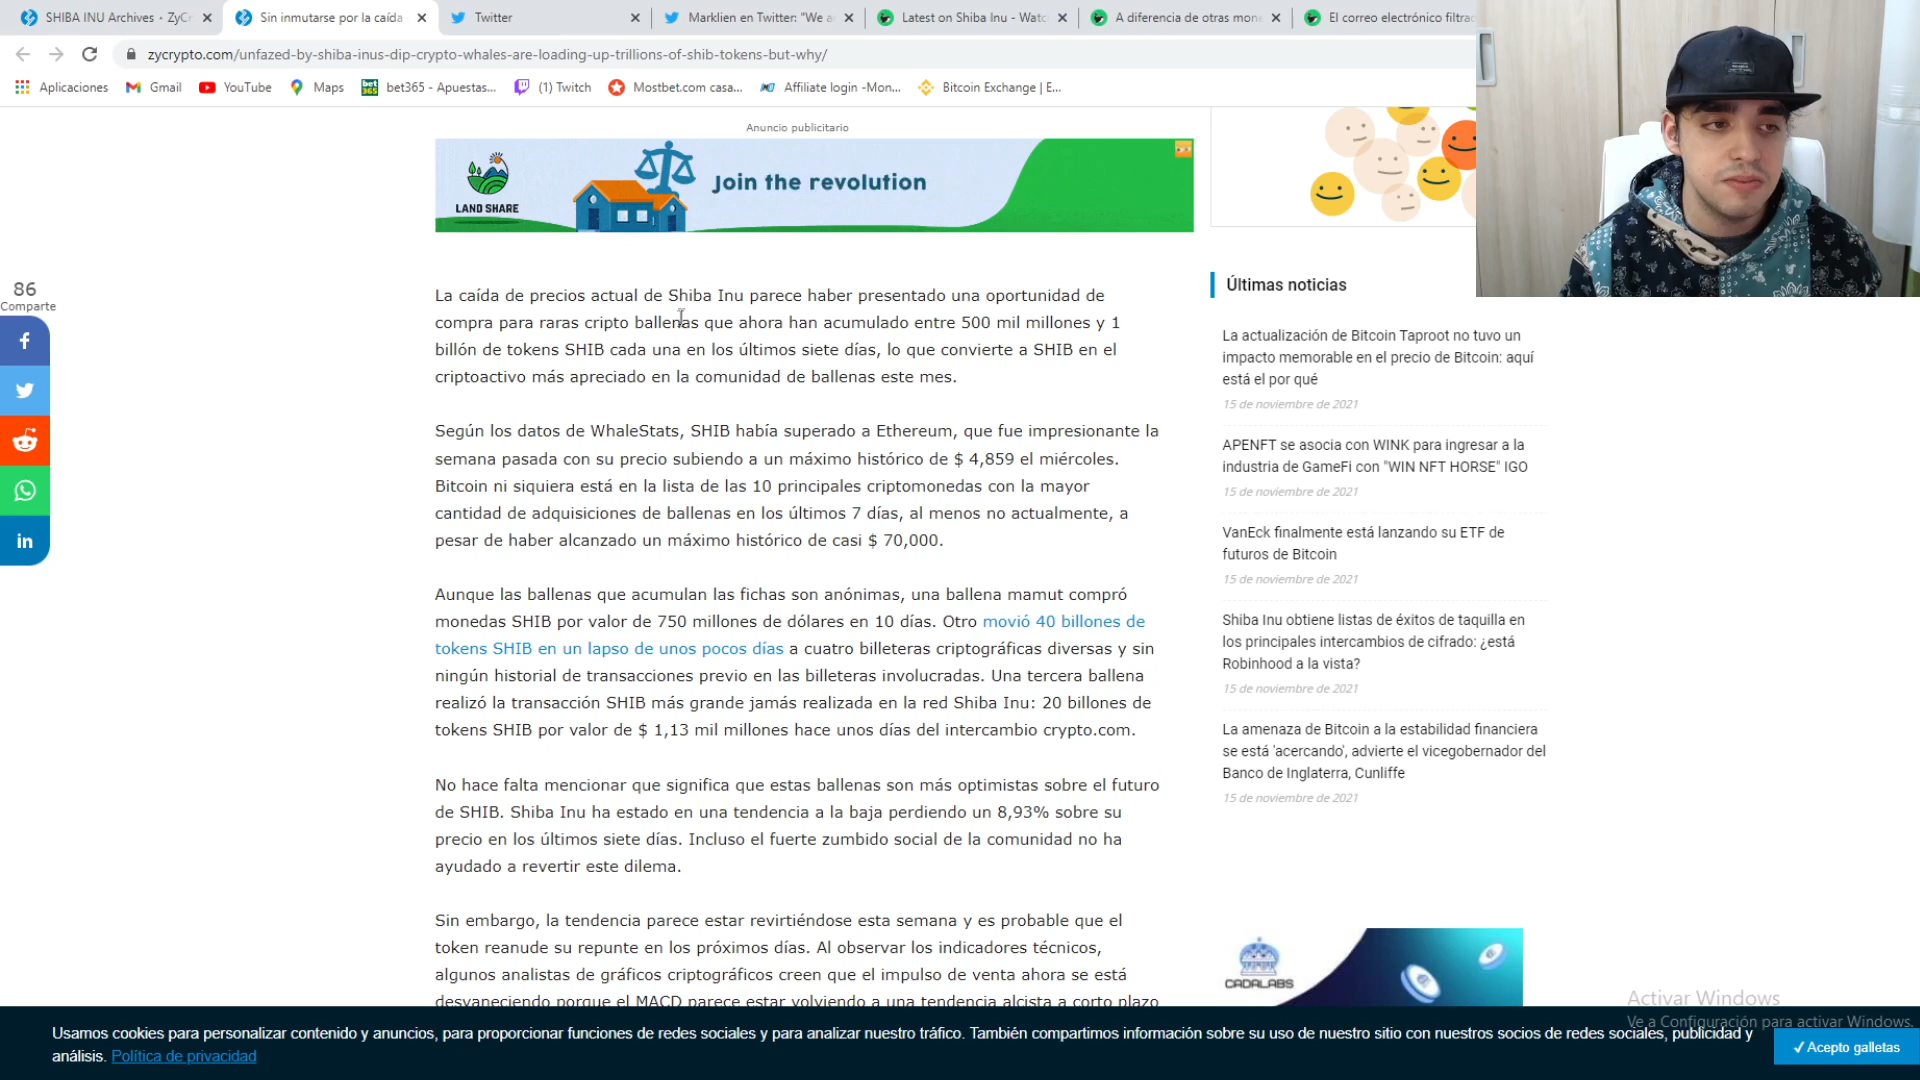 SHIBA INU Archives • ZyCr
Sin inmutarse por la caída
Twitter
Marklien en Twitter: "We a
Latest on Shiba Inu - Watc
A diferencia de otras mon
El correo electrónico filtra
zycrypto.com/unfazed-by-shiba-inus-dip-crypto-whales-are-loading-up-trillions-of-shib-tokens-but-why/
Aplicaciones
Gmail
YouTube
Maps
bet365
bet365 - Apuestas...
(1) Twitch
Mostbet.com casa...
Affiliate login -Mon...
Bitcoin Exchange | E...
Anuncio publicitario
LAND SHARE
Join the revolution
86
Comparte
La caída de precios actual de Shiba Inu parece haber presentado una oportunidad de
compra para raras cripto ballenas que ahora han acumulado entre 500 mil millones y 1
billón de tokens SHIB cada una en los últimos siete días, lo que convierte a SHIB en el
criptoactivo más apreciado en la comunidad de ballenas este mes.
Según los datos de WhaleStats, SHIB había superado a Ethereum, que fue impresionante la
semana pasada con su precio subiendo a un máximo histórico de $ 4,859 el miércoles.
Bitcoin ni siquiera está en la lista de las 10 principales criptomonedas con la mayor
cantidad de adquisiciones de ballenas en los últimos 7 días, al menos no actualmente, a
pesar de haber alcanzado un máximo histórico de casi $ 70,000.
Aunque las ballenas que acumulan las fichas son anónimas, una ballena mamut compró
monedas SHIB por valor de 750 millones de dólares en 10 días. Otro movió 40 billones de
tokens SHIB en un lapso de unos pocos días a cuatro billeteras criptográficas diversas y sin
ningún historial de transacciones previo en las billeteras involucradas. Una tercera ballena
realizó la transacción SHIB más grande jamás realizada en la red Shiba Inu: 20 billones de
tokens SHIB por valor de $ 1,13 mil millones hace unos días del intercambio crypto.com.
No hace falta mencionar que significa que estas ballenas son más optimistas sobre el futuro
de SHIB. Shiba Inu ha estado en una tendencia a la baja perdiendo un 8,93% sobre su
precio en los últimos siete días. Incluso el fuerte zumbido social de la comunidad no ha
ayudado a revertir este dilema.
Sin embargo, la tendencia parece estar revirtiéndose esta semana y es probable que el
token reanude su repunte en los próximos días. Al observar los indicadores técnicos,
algunos analistas de gráficos criptográficos creen que el impulso de venta ahora se está
desvaneciendo porque el MACD parece estar volviendo a una tendencia alcista a corto plazo
Últimas noticias
La actualización de Bitcoin Taproot no tuvo un
impacto memorable en el precio de Bitcoin: aquí
está el por qué
15 de noviembre de 2021
APENFT se asocia con WINK para ingresar a la
industria de GameFi con "WIN NFT HORSE" IGO
15 de noviembre de 2021
VanEck finalmente está lanzando su ETF de
futuros de Bitcoin
15 de noviembre de 2021
Shiba Inu obtiene listas de éxitos de taquilla en
los principales intercambios de cifrado: ¿está
Robinhood a la vista?
15 de noviembre de 2021
La amenaza de Bitcoin a la estabilidad financiera
se está 'acercando', advierte el vicegobernador del
Banco de Inglaterra, Cunliffe
15 de noviembre de 2021
CADALABS
Activar Windows
Ve a Configuración para activar Windows.
Usamos cookies para personalizar contenido y anuncios, para proporcionar funciones de redes sociales y para analizar nuestro tráfico. También compartimos información sobre su uso de nuestro sitio con nuestros socios de redes sociales, publicidad y
análisis. Política de privacidad
✓ Acepto galletas